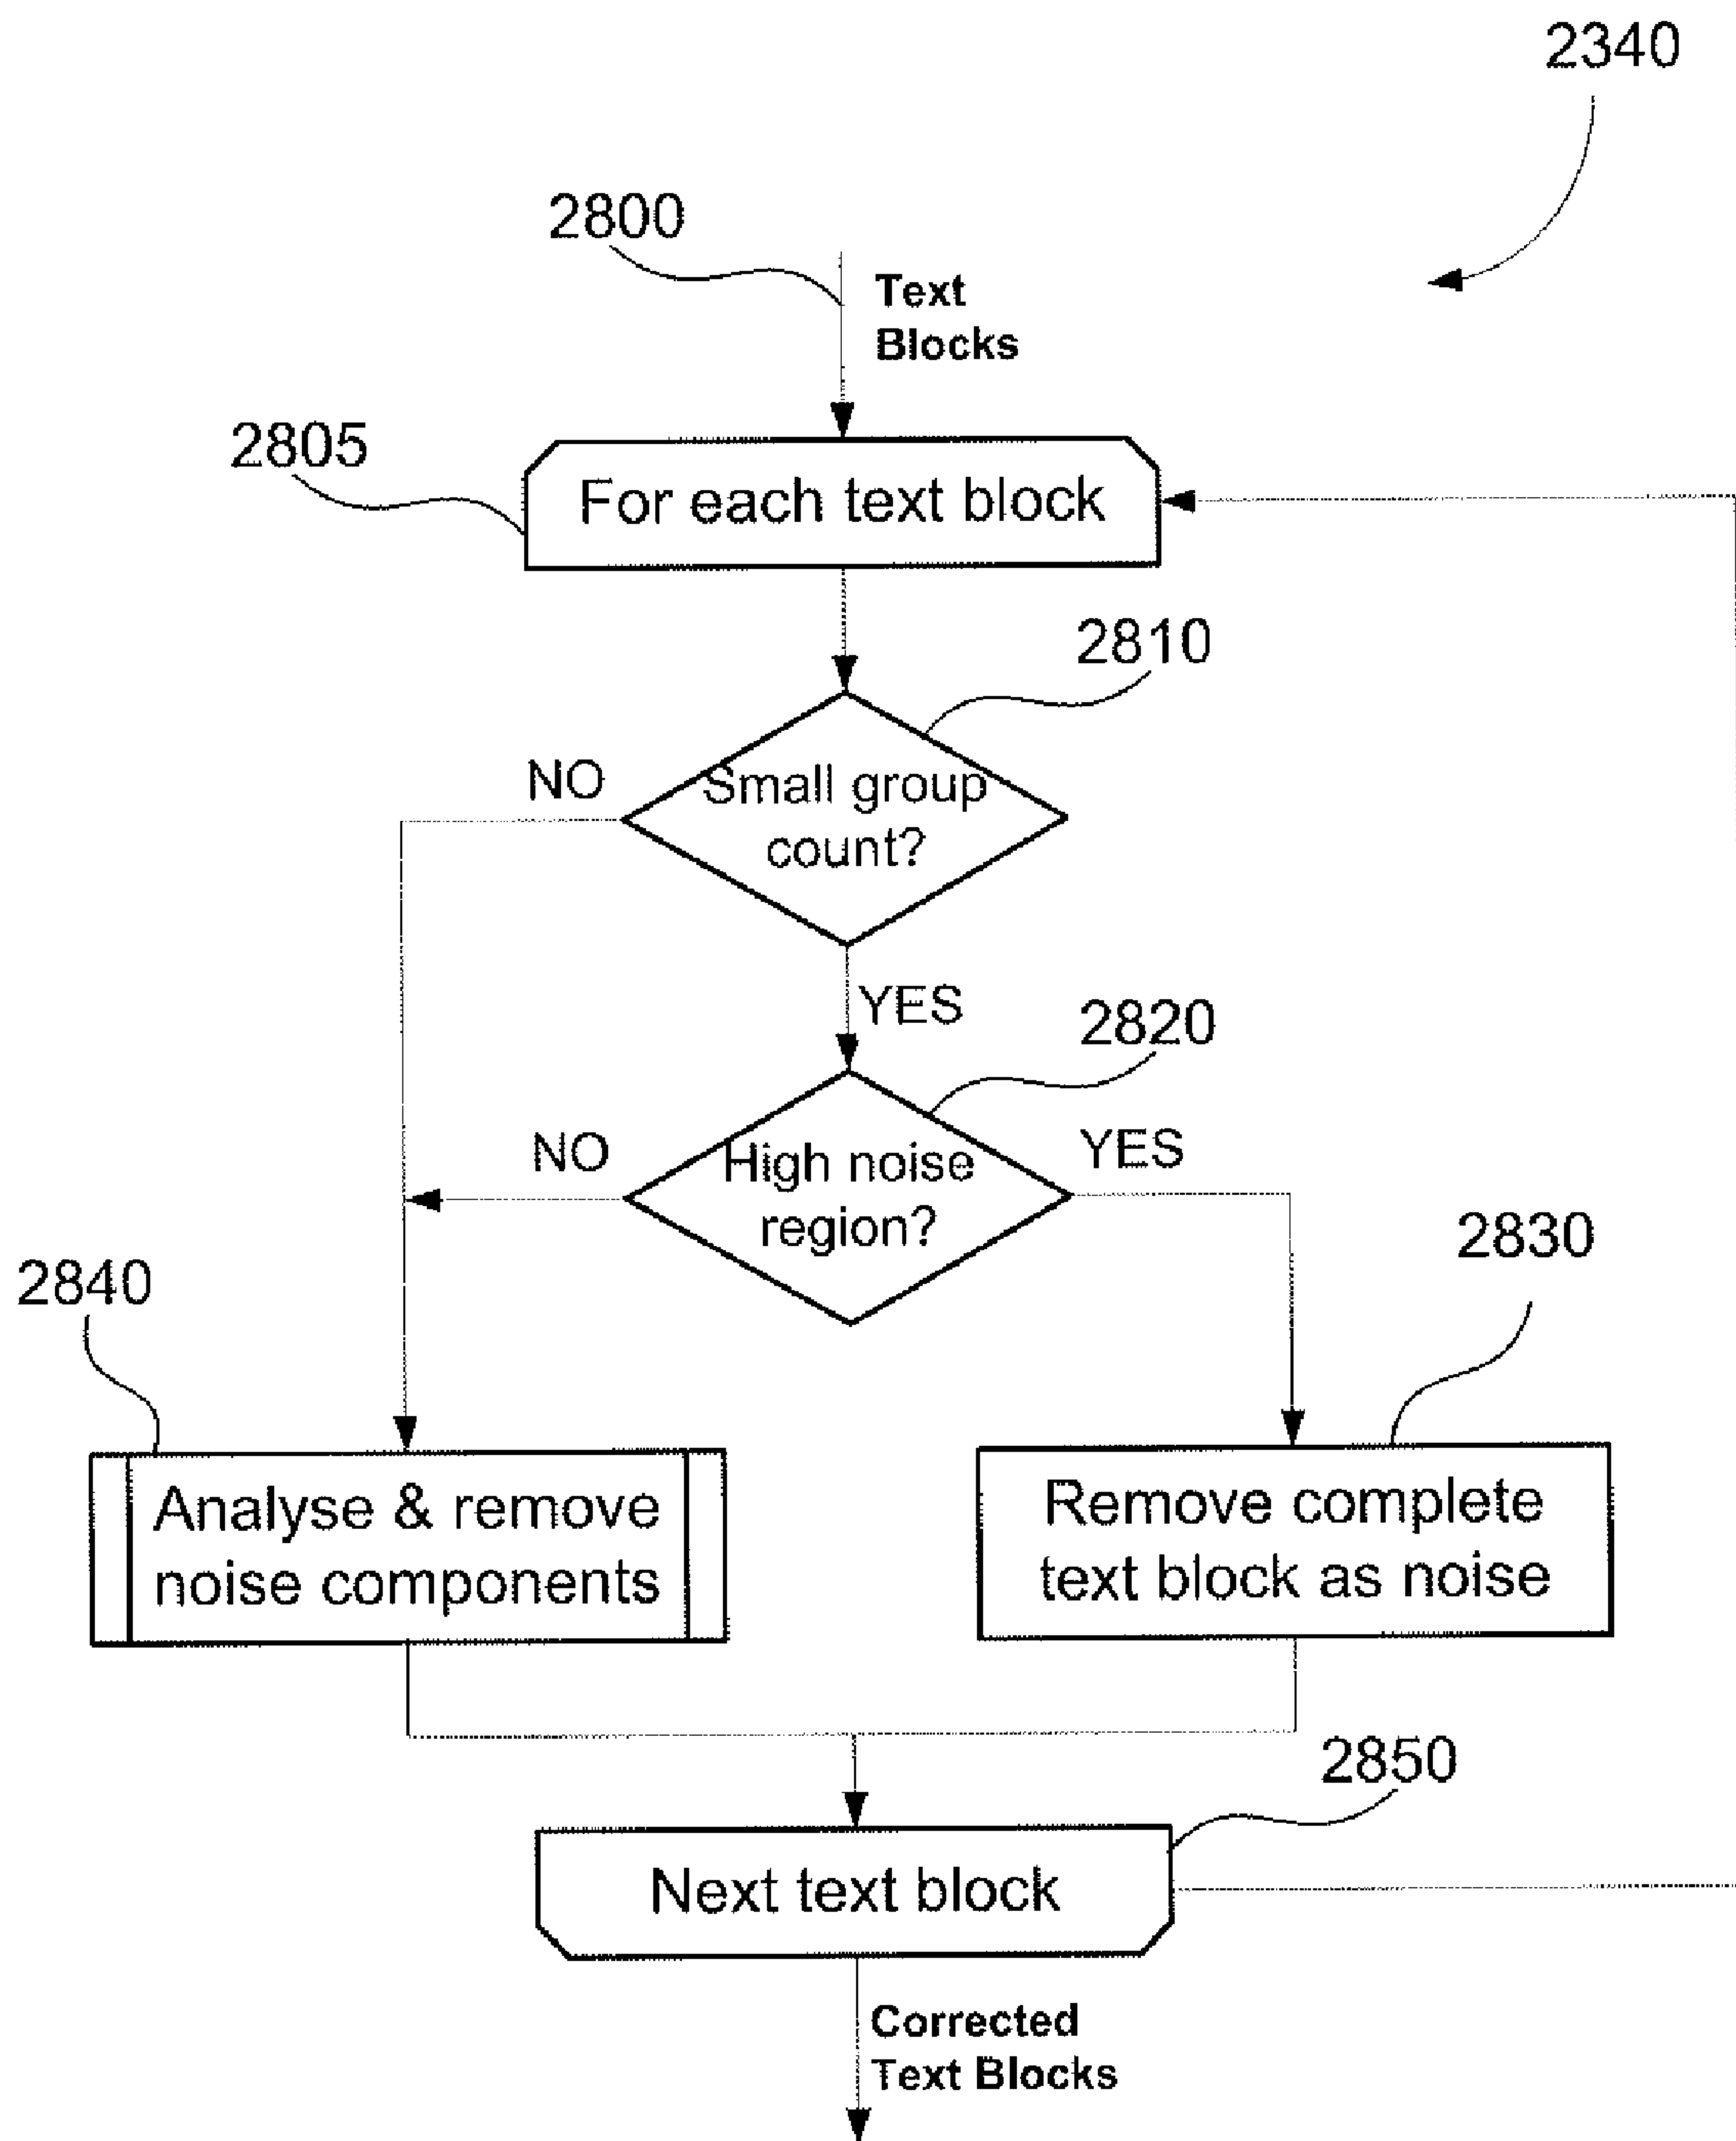 2340
2800
Text
Blocks
2805
For each text block
2810
NO
Small group
count?
YES
2820
NO
High noise
region?
YES
2830
2840
Analyse & remove
noise components
Remove complete
text block as noise
2850
Next text block
Corrected
Text Blocks